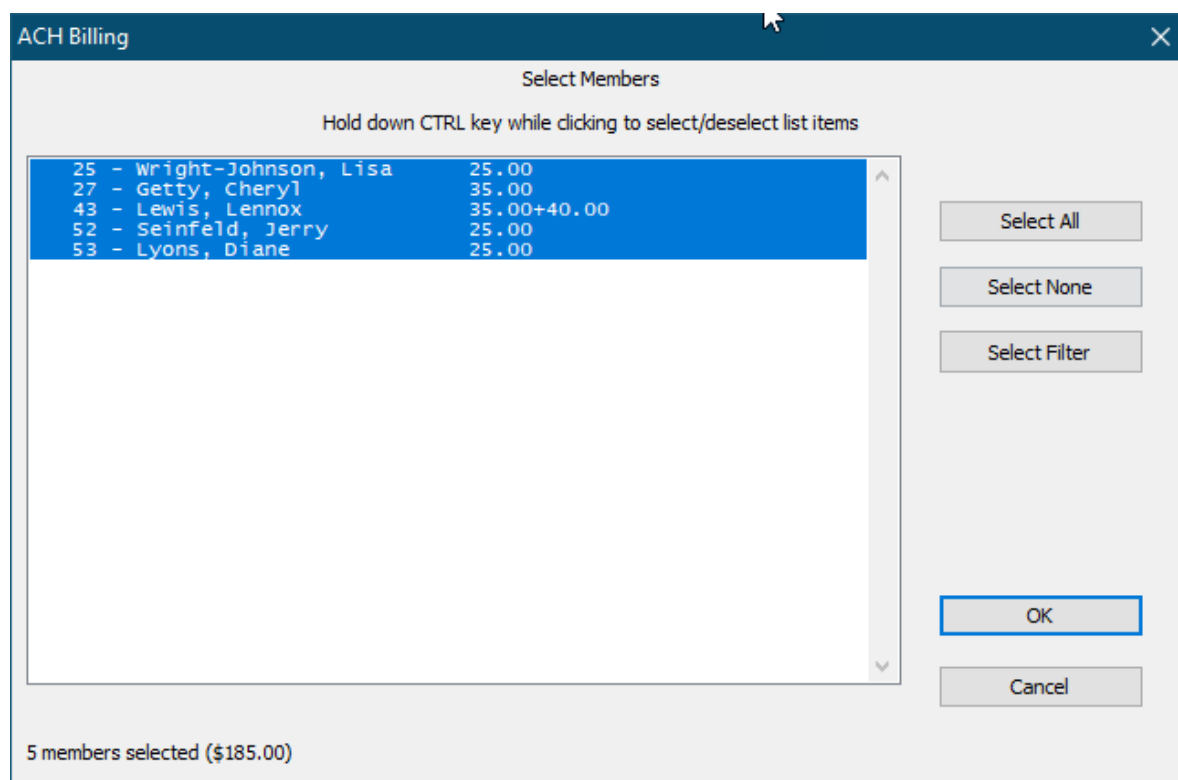 ACH Billing
Select Members
Hold down CTRL key while clicking to select/deselect list items
25 - Wright-Johnson, Lisa 25.00
27 - Getty, Cheryl 35.00
43 - Lewis, Lennox 35.00+40.00
52 - Seinfeld, Jerry 25.00
53 - Lyons, Diane 25.00
Select All
Select None
Select Filter
OK
Cancel
5 members selected ($185.00)